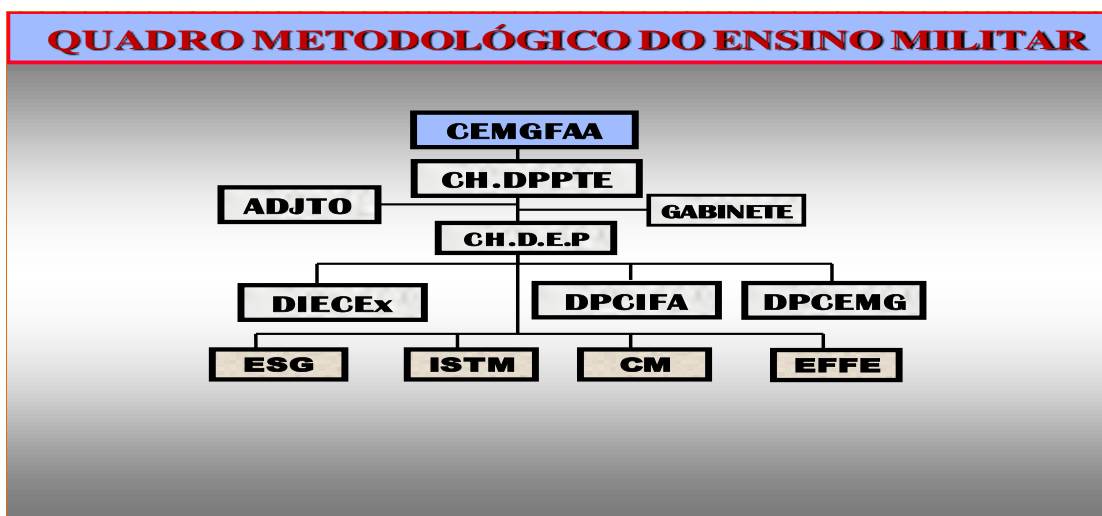 QUADRO METODOLÓGICO DO ENSINO MILITAR
CEMGFAA
CH.DPPTE
ADJTO
GABINETE
CH.D.E.P
DIECEx
DPCIFA
DPCEMG
ESG
ISTM
CM
EFFE